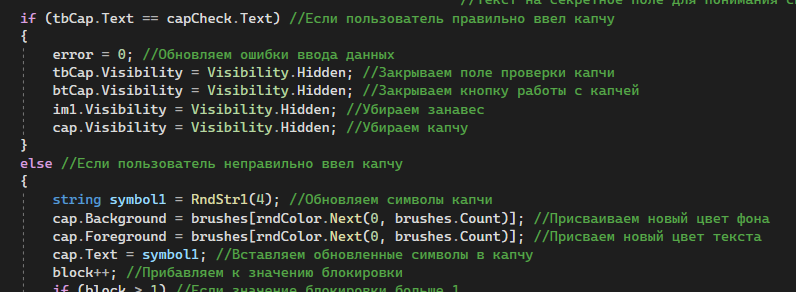 //Текст на секретное поле для понимания
if (tbCap.Text == capCheck.Text) //Если пользователь правильно ввел капчу
{
error = 0; //Обновляем ошибки ввода данных
tbCap.Visibility = Visibility.Hidden; //Закрываем поле проверки капчи
btCap.Visibility = Visibility.Hidden; //Закрываем кнопку работы с капчей
im1.Visibility = Visibility.Hidden; //Убираем занавес
cap.Visibility = Visibility.Hidden; //Убираем капчу
}
else //Если пользователь неправильно ввел капчу
{
string symbol1 = RndStr1(4); //Обновляем символы капчи
cap.Background = brushes[rndColor.Next(0, brushes.Count)]; //Присваиваем новый цвет фона
cap.Foreground = brushes[rndColor.Next(0, brushes.Count)]; //Присваем новый цвет текста
cap.Text = symbol1; //Вставляем обновленные символы в капчу
block++; //Прибавляем к значению блокировки
if (block > 1) //Если значение блокировки больше 1